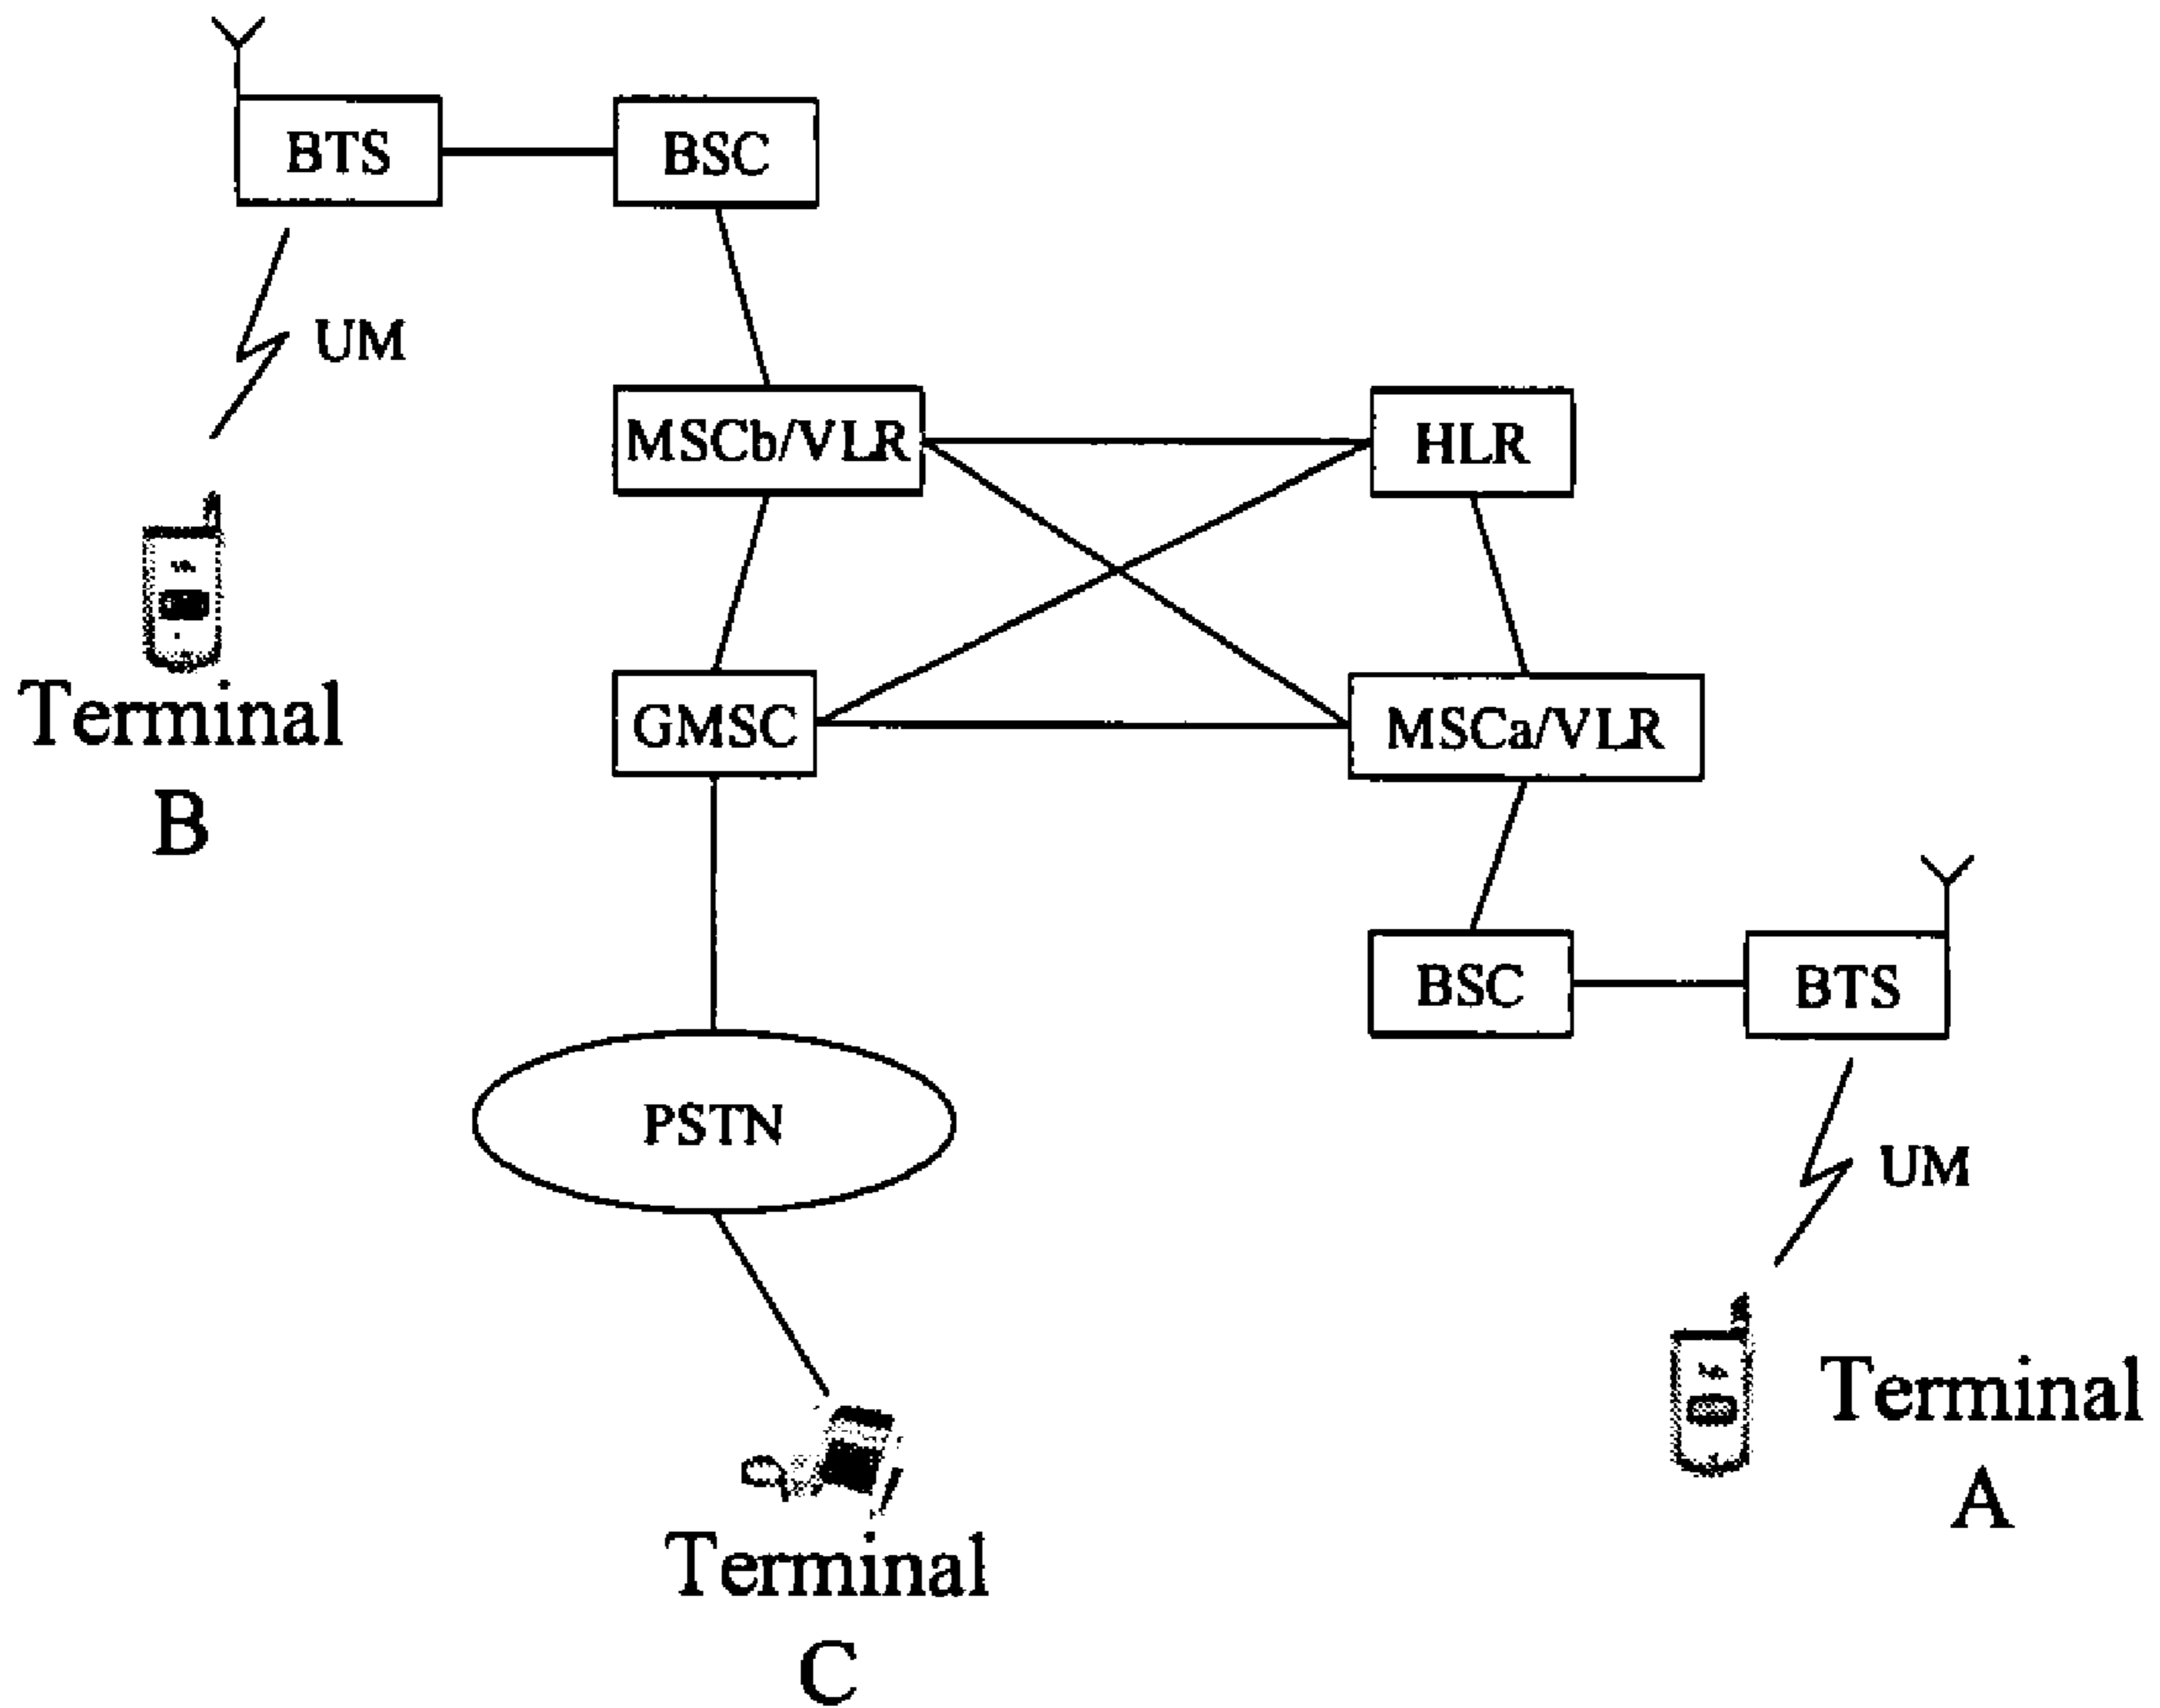 BTS
BSC
UM
MSCb/VLR
HLR
Terminal
B
GMSC
MSCa/VLR
BSC
BTS
PSTN
UM
Terminal
A
Terminal
C